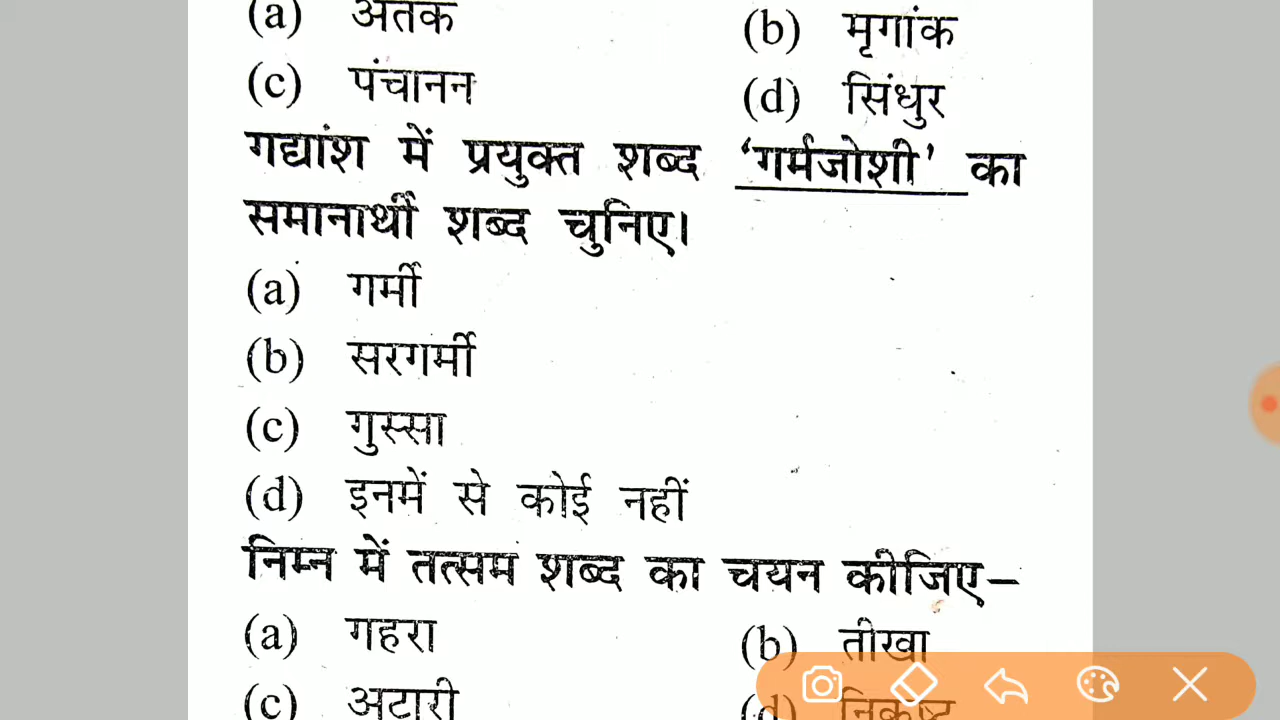 (a) अंतक (b) मृगांक
(c) पंचानन (d) सिंधुर
गद्यांश में प्रयुक्त शब्द 'गर्मजोशी' का
समानार्थी शब्द चुनिए।
(a) गर्मी
(b) सरगर्मी
(c) गुस्सा
(d) इनमें से कोई नहीं
निम्न में तत्सम शब्द का चयन कीजिए–
(a) गहरा (b) तीखा
(c) अटारी (d) निकृष्ट